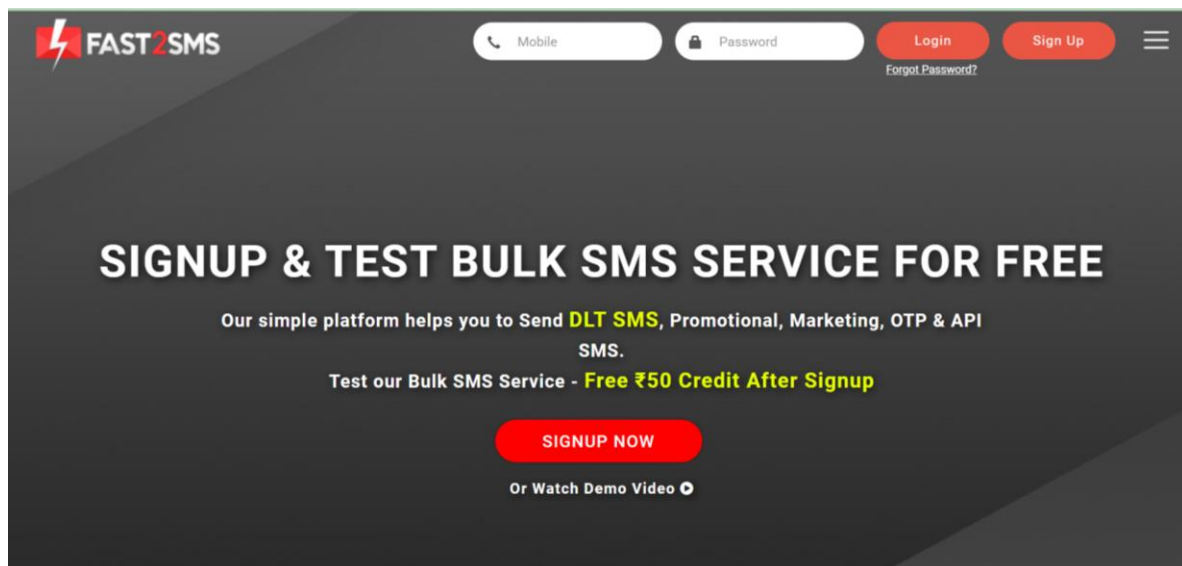 FAST2SMS
Mobile
Password
Login
Sign Up
Forgot Password?
SIGNUP & TEST BULK SMS SERVICE FOR FREE
Our simple platform helps you to Send DLT SMS, Promotional, Marketing, OTP & API
SMS.
Test our Bulk SMS Service - Free ₹50 Credit After Signup
SIGNUP NOW
Or Watch Demo Video